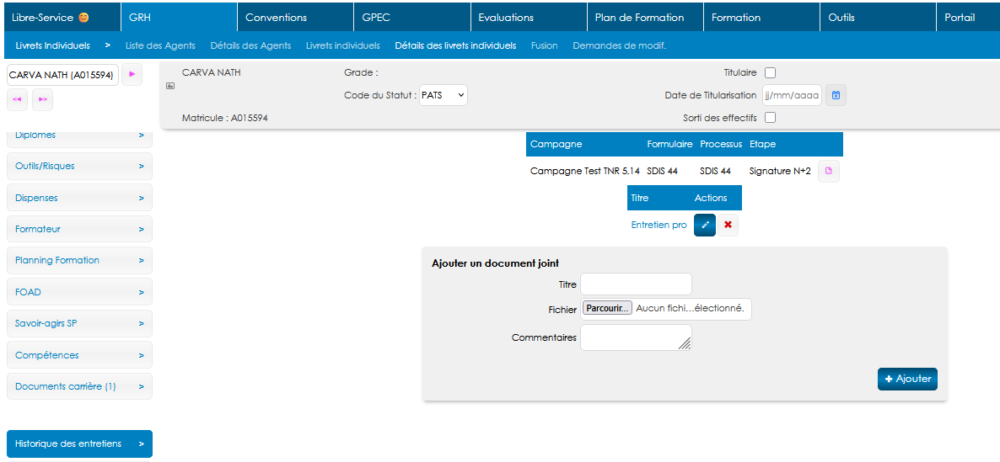 Libre-Service GRH Conventions GPEC Evaluations Plan de Formation Formation Outils Portail
Livrets Individuels > Liste des Agents Détails des Agents Livrets individuels Détails des livrets individuels Fusion Demandes de modif.
CARVA NATH (A015594)
CARVA NATH Grade : Titulaire
Code du Statut : PATS Date de Titularisation jj/mm/aaaa
Matricule : A015594 Sorti des effectifs
Diplômes >
Outils/Risques >
Dispenses >
Formateur >
Planning Formation >
FOAD >
Savoir-agirs SP >
Compétences >
Documents carrière (1) >
Historique des entretiens >
Campagne Formulaire Processus Etape
Campagne Test TNR 5.14 SDIS 44 SDIS 44 Signature N+2
Titre Actions
Entretien pro
Ajouter un document joint
Titre
Fichier Parcourir... Aucun fichi...électionné.
Commentaires
+ Ajouter